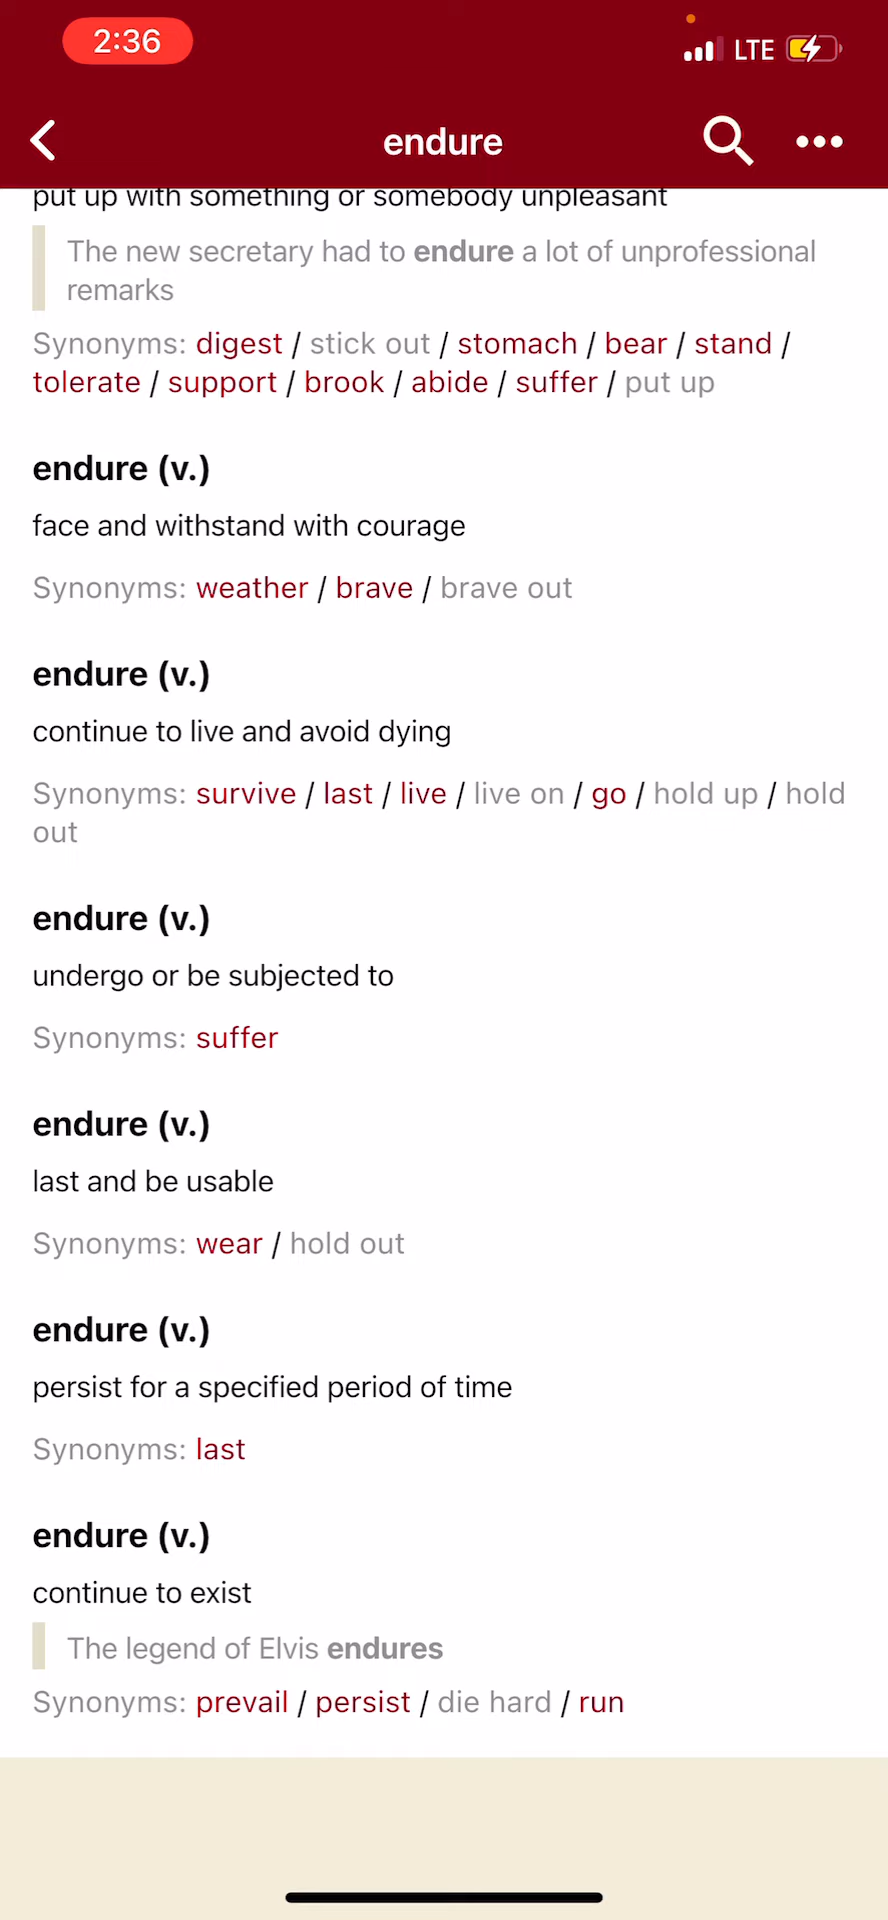 2:36
LTE
endure
put up with something or somebody unpleasant
The new secretary had to endure a lot of unprofessional
remarks
Synonyms: digest / stick out / stomach / bear / stand /
tolerate / support / brook / abide / suffer / put up
endure (v.)
face and withstand with courage
Synonyms: weather / brave / brave out
endure (v.)
continue to live and avoid dying
Synonyms: survive / last / live / live on / go / hold up / hold
out
endure (v.)
undergo or be subjected to
Synonyms: suffer
endure (v.)
last and be usable
Synonyms: wear / hold out
endure (v.)
persist for a specified period of time
Synonyms: last
endure (v.)
continue to exist
The legend of Elvis endures
Synonyms: prevail / persist / die hard / run